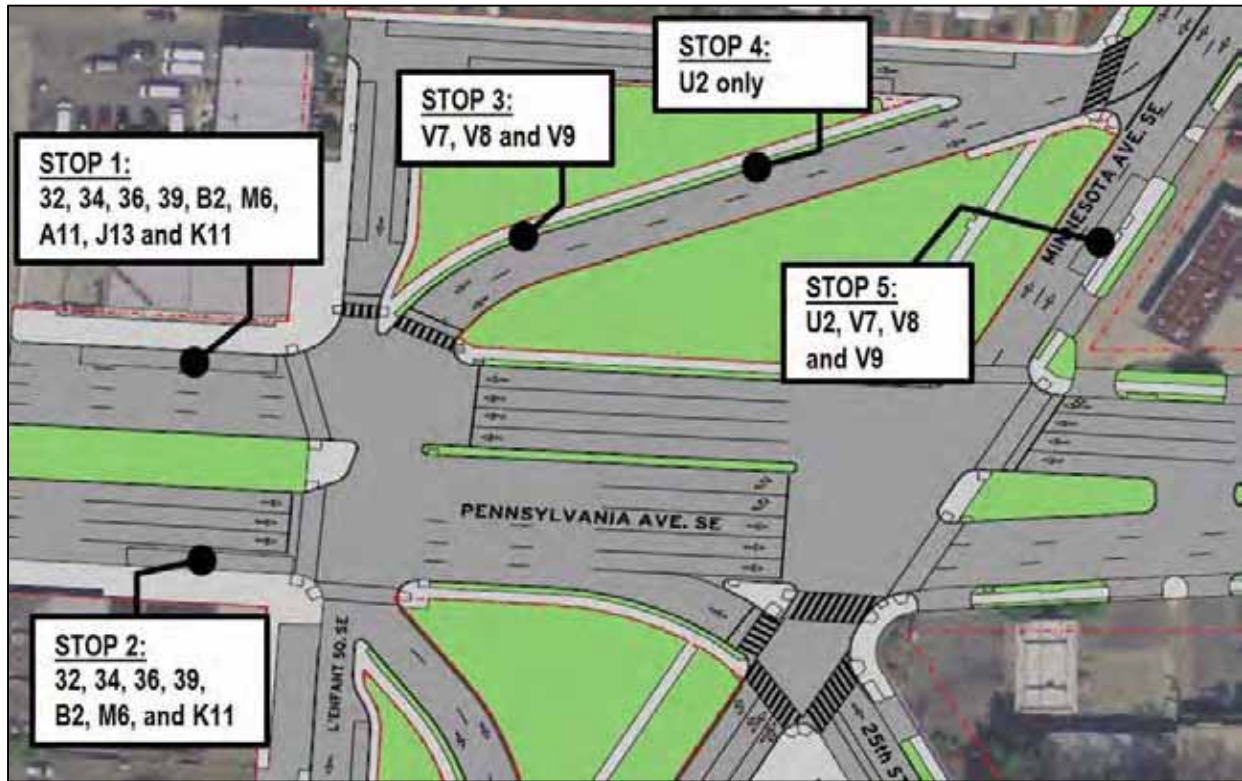 STOP 4:
U2 only
STOP 3:
V7, V8 and V9
STOP 1:
32, 34, 36, 39, B2, M6,
A11, J13 and K11
MINNESOTA AVE. SE
STOP 5:
U2, V7, V8
and V9
PENNSYLVANIA AVE. SE
STOP 2:
32, 34, 36, 39,
B2, M6, and K11
L'ENFANT SQ. SE
25th ST